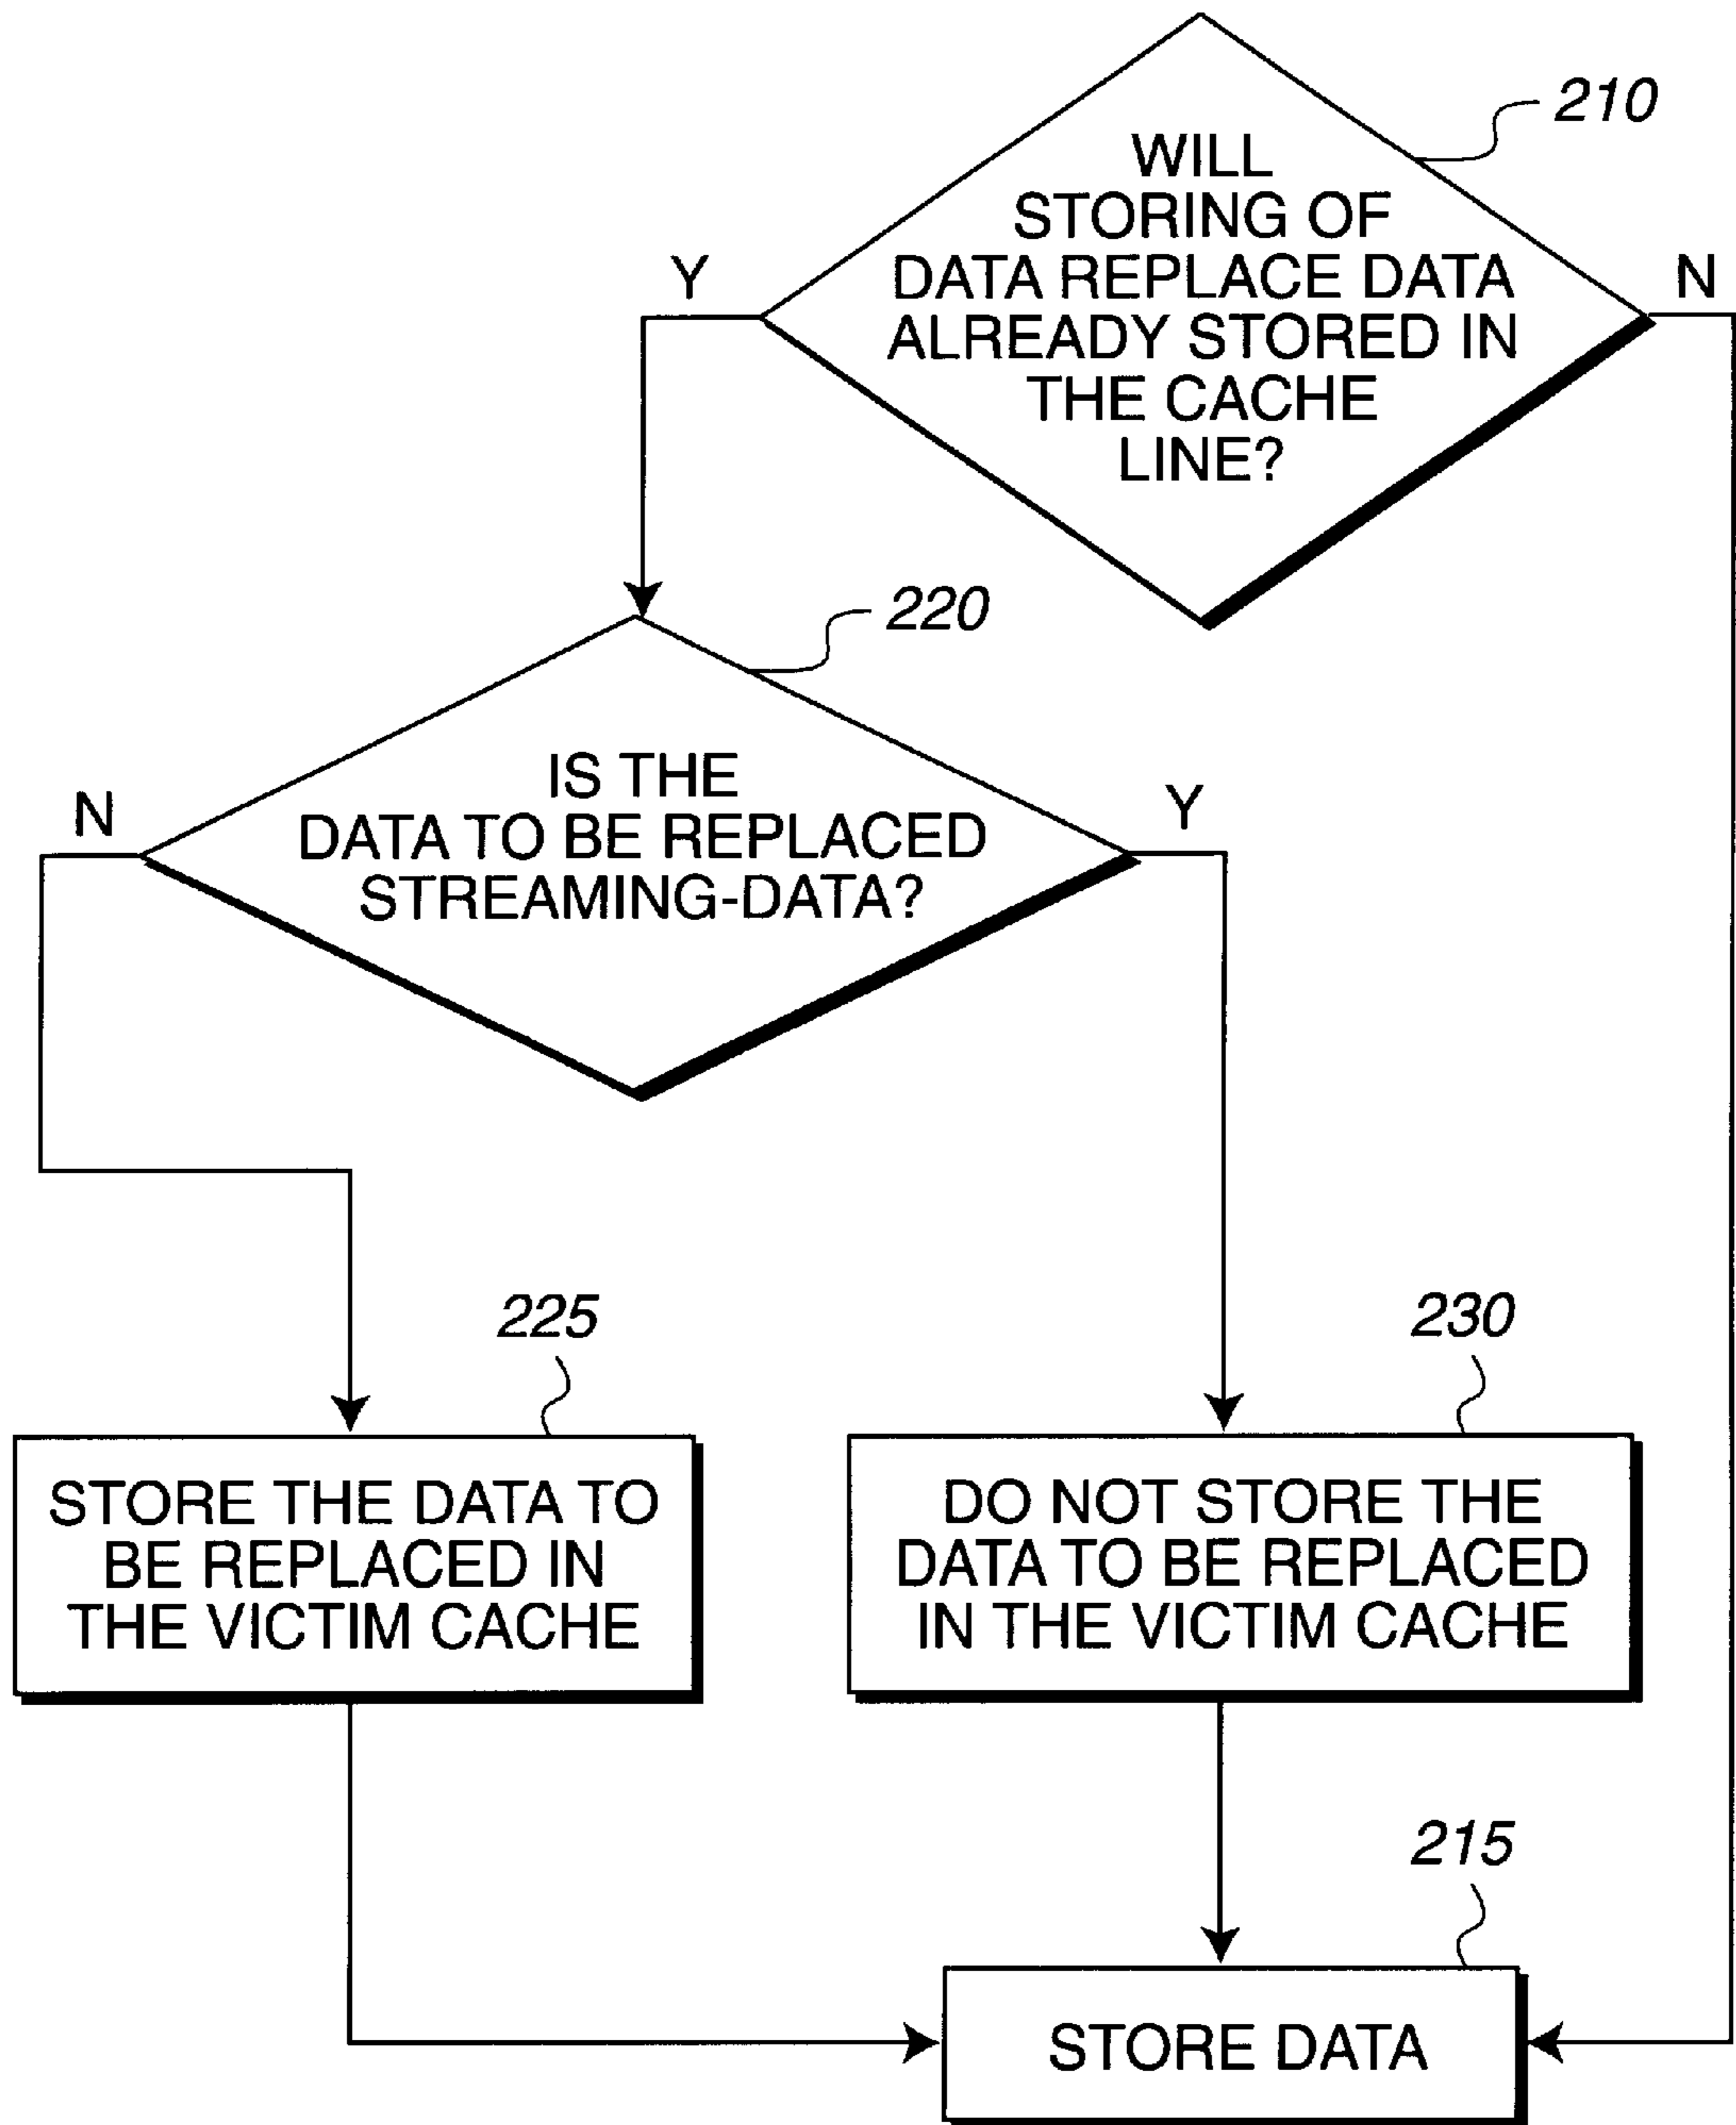 210
WILL
STORING OF
DATA REPLACE DATA
ALREADY STORED IN
THE CACHE
LINE?
Y
N
220
IS THE
DATA TO BE REPLACED
STREAMING-DATA?
N
Y
225
STORE THE DATA TO
BE REPLACED IN
THE VICTIM CACHE
230
DO NOT STORE THE
DATA TO BE REPLACED
IN THE VICTIM CACHE
215
STORE DATA